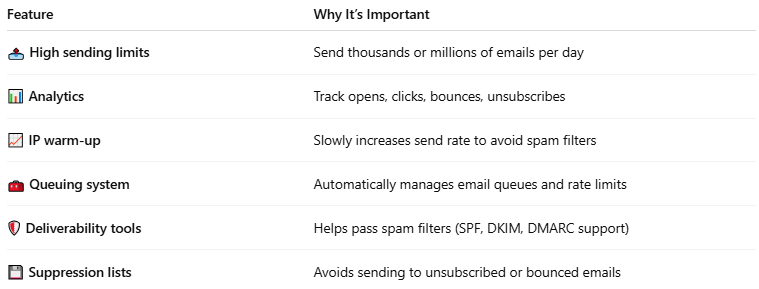 Feature Why It’s Important
📤 High sending limits Send thousands or millions of emails per day
📊 Analytics Track opens, clicks, bounces, unsubscribes
📈 IP warm-up Slowly increases send rate to avoid spam filters
🧰 Queuing system Automatically manages email queues and rate limits
🛡 Deliverability tools Helps pass spam filters (SPF, DKIM, DMARC support)
💾 Suppression lists Avoids sending to unsubscribed or bounced emails